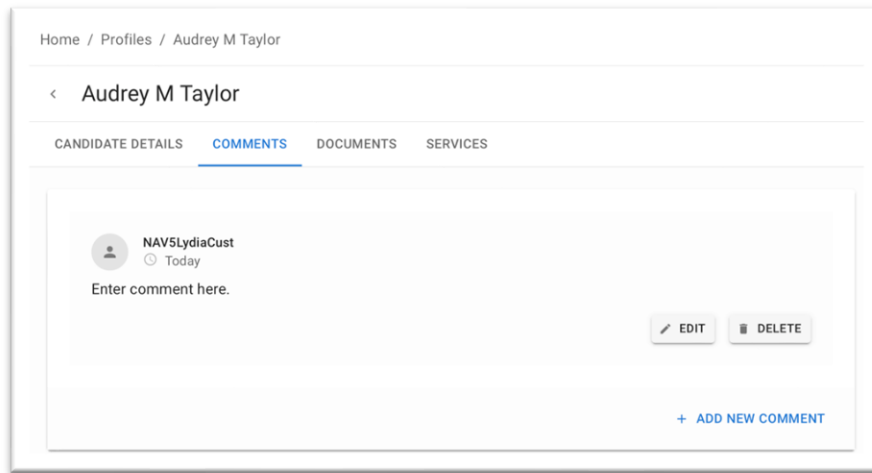 Home / Profiles / Audrey M Taylor
Audrey M Taylor
CANDIDATE DETAILS COMMENTS DOCUMENTS SERVICES
NAV5LydiaCust
Today
Enter comment here.
EDIT DELETE
+ ADD NEW COMMENT